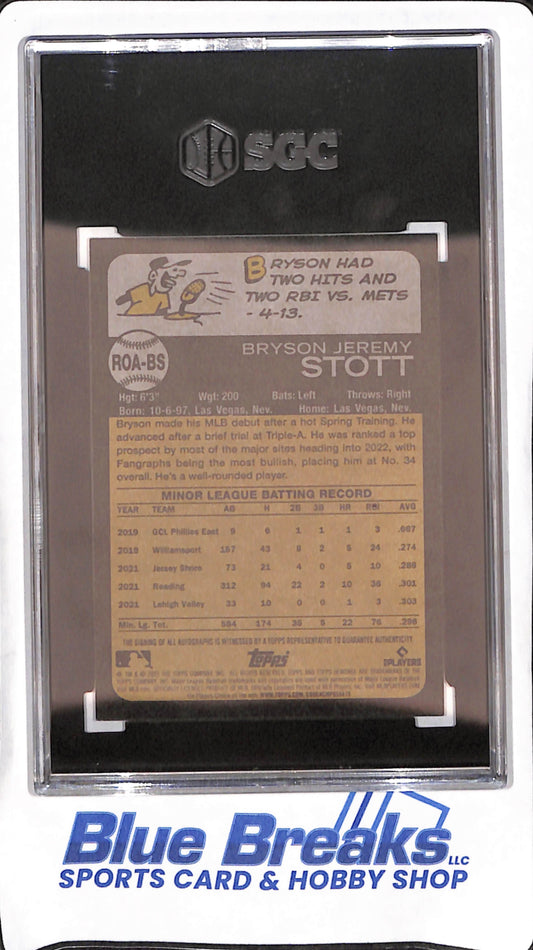 SGC
BRYSON HAD
TWO HITS AND
TWO RBI VS. METS
- 4-13.
ROA-BS
BRYSON JEREMY
STOTT
Hgt: 6'3" Wgt: 200 Bats: Left Throws: Right
Born: 10-6-97, Las Vegas, Nev. Home: Las Vegas, Nev.
Bryson made his MLB debut after a hot Spring Training. He
advanced after a brief trial at Triple-A. He was ranked a top
prospect by most of the major sites heading into 2022, with
Fangraphs being the most bullish, placing him at No. 34
overall. He's a well-rounded player.
MINOR LEAGUE BATTING RECORD
YEAR TEAM AB H 2B 3B HR RBI AVG
2019 GCL Phillies East 9 6 1 1 1 3 .667
2019 Williamsport 157 43 8 2 5 24 .274
2021 Jersey Shore 73 21 4 0 5 10 .288
2021 Reading 312 94 22 2 10 36 .301
2021 Lehigh Valley 33 10 0 0 1 3 .303
Min. Lg. Tot. 584 174 35 5 22 76 .298
THE SIGNING OF ALL AUTOGRAPHS IS WITNESSED BY A TOPPS REPRESENTATIVE TO GUARANTEE AUTHENTICITY.
Topps
PLAYERS
Blue Breaks LLC
SPORTS CARD & HOBBY SHOP